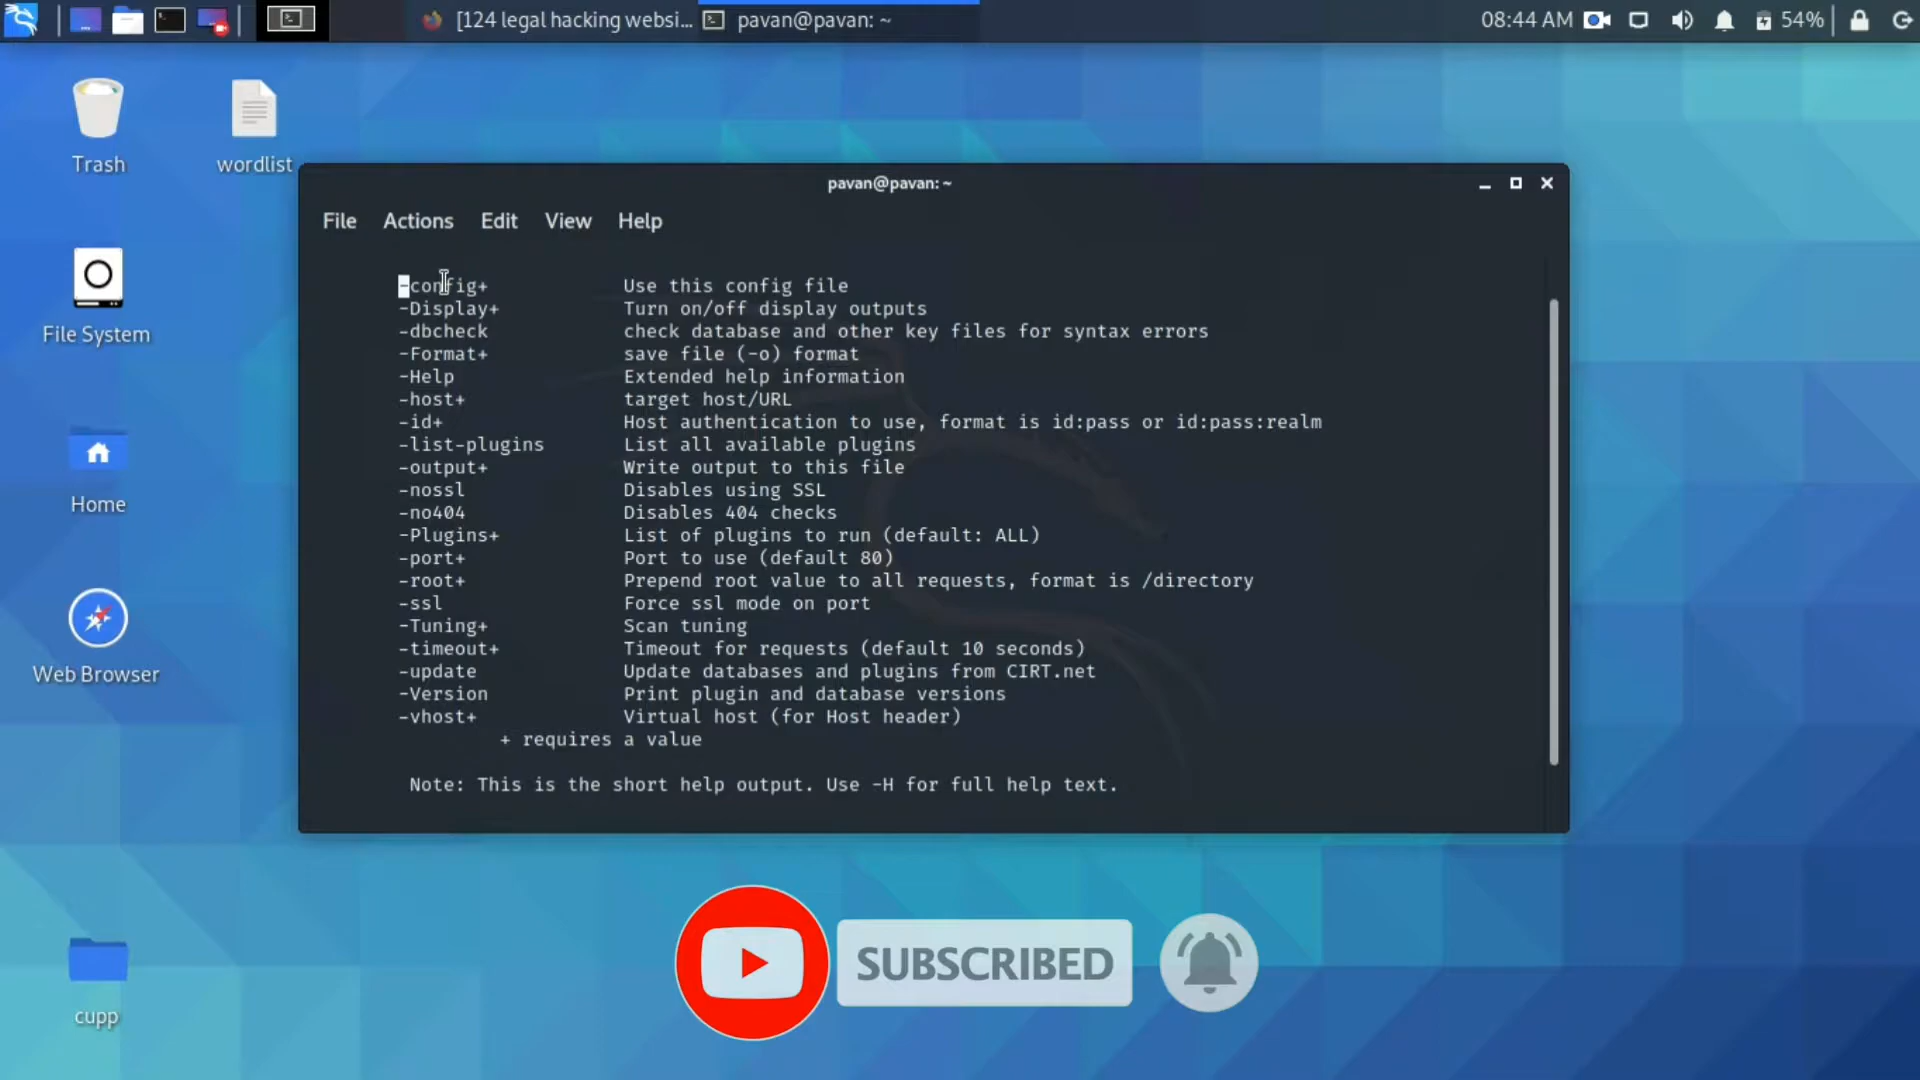 [124 legal hacking websi... pavan@pavan: ~ 08:44 AM 54%
Trash
wordlist
File System
Home
Web Browser
cupp
pavan@pavan: ~
File Actions Edit View Help
-config+ Use this config file
-Display+ Turn on/off display outputs
-dbcheck check database and other key files for syntax errors
-Format+ save file (-o) format
-Help Extended help information
-host+ target host/URL
-id+ Host authentication to use, format is id:pass or id:pass:realm
-list-plugins List all available plugins
-output+ Write output to this file
-nossl Disables using SSL
-no404 Disables 404 checks
-Plugins+ List of plugins to run (default: ALL)
-port+ Port to use (default 80)
-root+ Prepend root value to all requests, format is /directory
-ssl Force ssl mode on port
-Tuning+ Scan tuning
-timeout+ Timeout for requests (default 10 seconds)
-update Update databases and plugins from CIRT.net
-Version Print plugin and database versions
-vhost+ Virtual host (for Host header)
+ requires a value
Note: This is the short help output. Use -H for full help text.
SUBSCRIBED